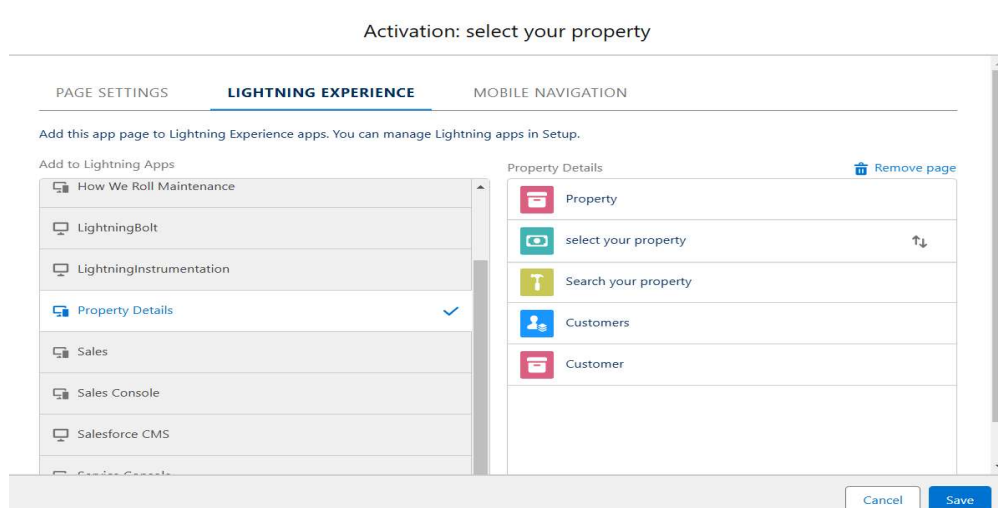 Activation: select your property
PAGE SETTINGS
LIGHTNING EXPERIENCE
MOBILE NAVIGATION
Add this app page to Lightning Experience apps. You can manage Lightning apps in Setup.
Add to Lightning Apps
How We Roll Maintenance
LightningBolt
LightningInstrumentation
Property Details
Sales
Sales Console
Salesforce CMS
Service Console
Property Details
Remove page
Property
select your property
Search your property
Customers
Customer
Cancel
Save